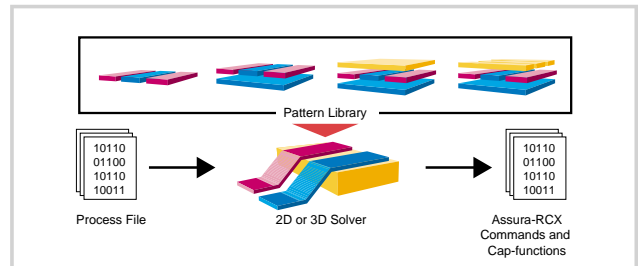 Pattern Library
10110
01100
10110
10011
Process File
2D or 3D Solver
10110
01100
10110
10011
Assura-RCX
Commands and
Cap-functions